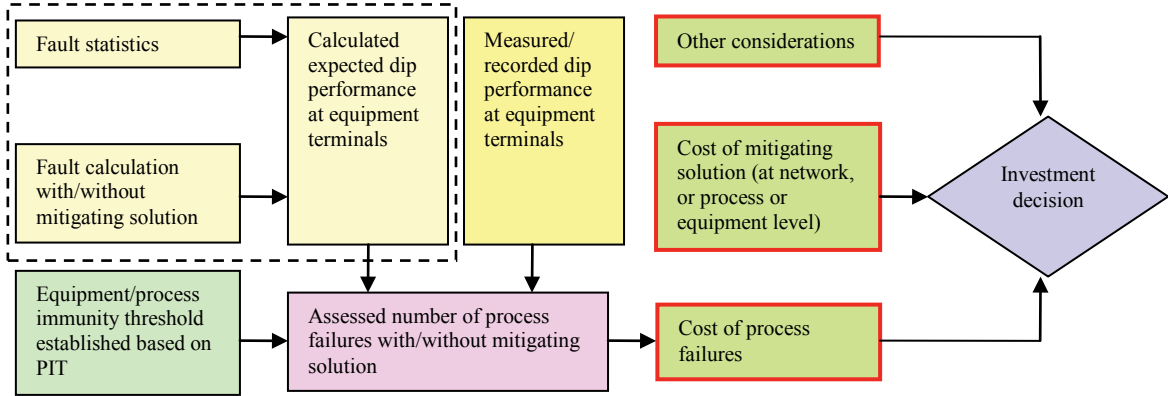 Fault statistics
Calculated
expected dip
performance
at equipment
terminals
Measured/
recorded dip
performance
at equipment
terminals
Other considerations
Fault calculation
with/without
mitigating solution
Cost of mitigating
solution (at network,
or process or
equipment level)
Investment
decision
Equipment/process
immunity threshold
established based on
PIT
Assessed number of process
failures with/without mitigating
solution
Cost of process
failures